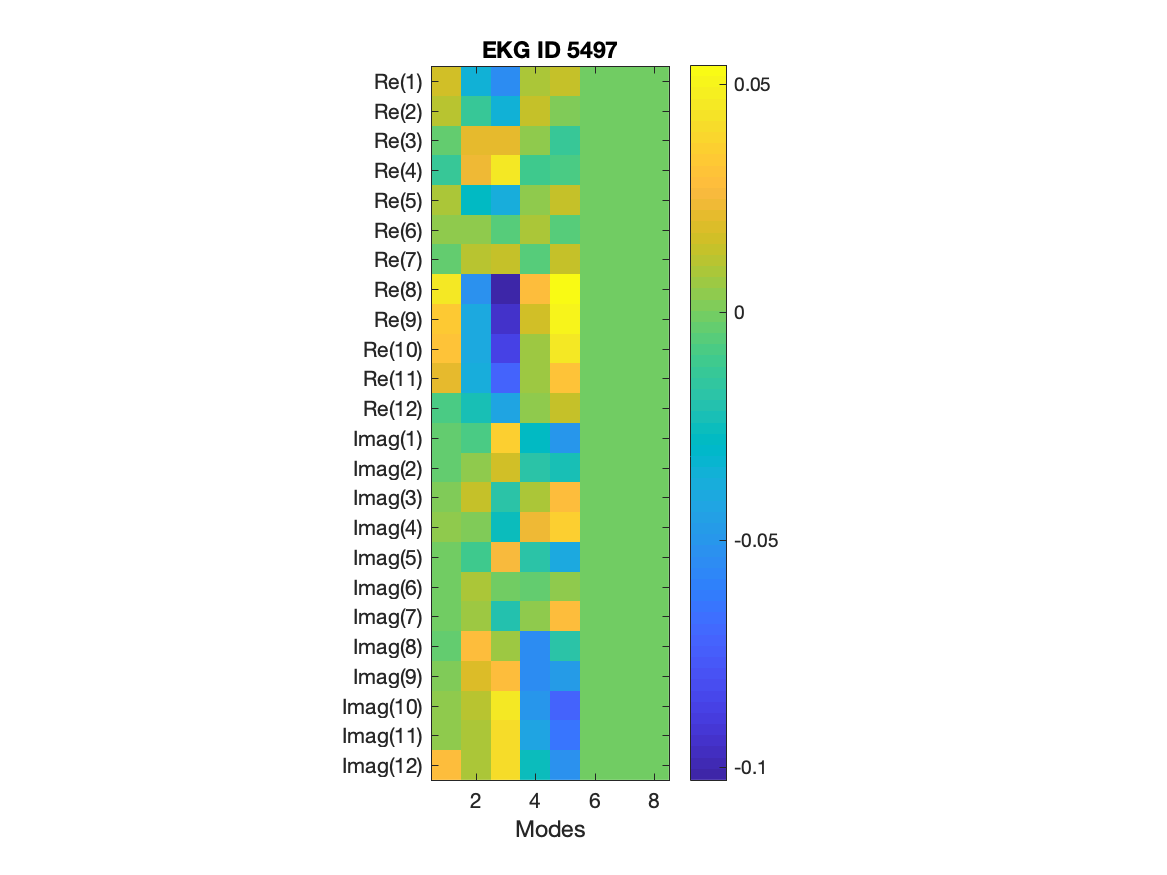 EKG ID 5497
Re(1)
Re(2)
Re(3)
Re(4)
Re(5)
Re(6)
Re(7)
Re(8)
Re(9)
Re(10)
Re(11)
Re(12)
Imag(1)
Imag(2)
Imag(3)
Imag(4)
Imag(5)
Imag(6)
Imag(7)
Imag(8)
Imag(9)
Imag(10)
Imag(11)
Imag(12)
2 4 6 8
Modes
0.05
0
-0.05
-0.1